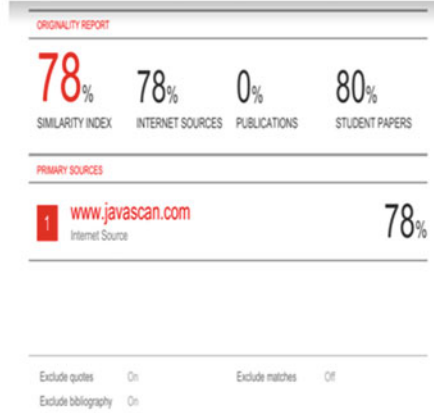 ORIGINALITY REPORT
78% 78% 0% 80%
SIMILARITY INDEX INTERNET SOURCES PUBLICATIONS STUDENT PAPERS
PRIMARY SOURCES
1 www.javascan.com 78%
Internet Source
Exclude quotes On Exclude matches Off
Exclude bibliography On